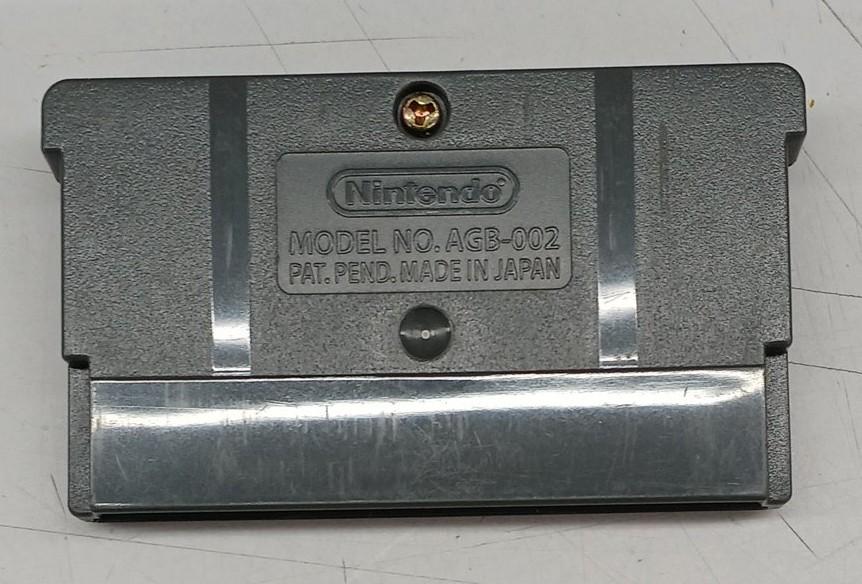 Nintendo®
MODEL NO. AGB-002
PAT. PEND. MADE IN JAPAN